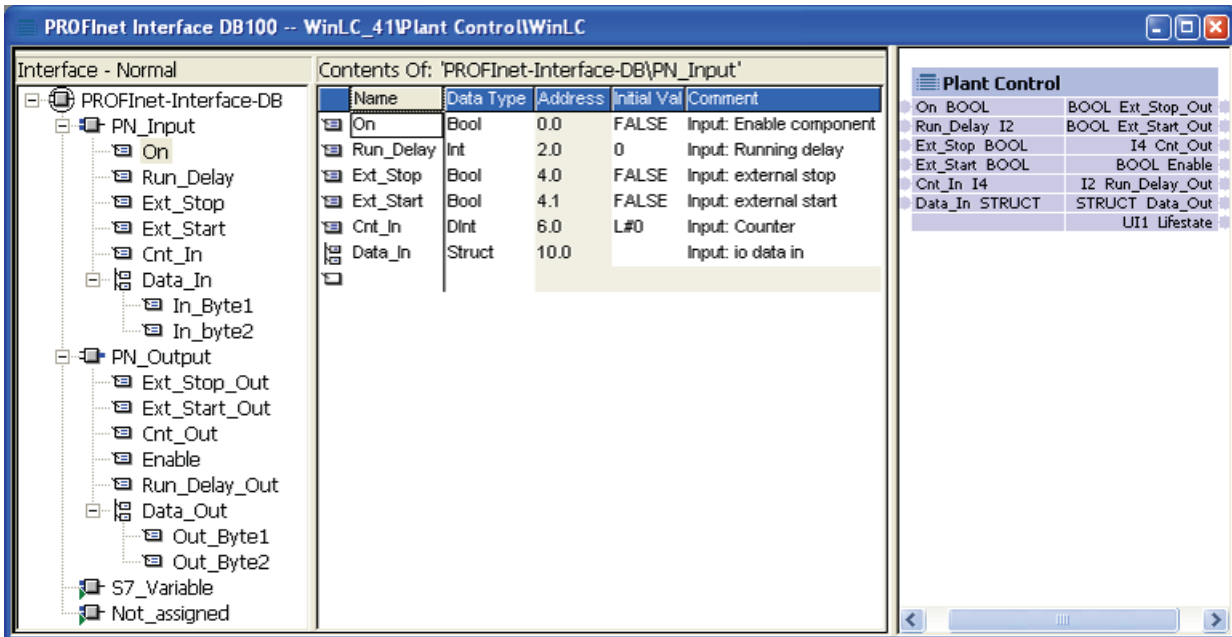 PROFInet Interface DB100 -- WinLC_41\Plant Control\WinLC
Interface - Normal
PROFInet-Interface-DB
PN_Input
On
Run_Delay
Ext_Stop
Ext_Start
Cnt_In
Data_In
In_Byte1
In_byte2
PN_Output
Ext_Stop_Out
Ext_Start_Out
Cnt_Out
Enable
Run_Delay_Out
Data_Out
Out_Byte1
Out_Byte2
S7_Variable
Not_assigned
Contents Of: 'PROFInet-Interface-DB\PN_Input'
Name Data Type Address Initial Val Comment
On Bool 0.0 FALSE Input: Enable component
Run_Delay Int 2.0 0 Input: Running delay
Ext_Stop Bool 4.0 FALSE Input: external stop
Ext_Start Bool 4.1 FALSE Input: external start
Cnt_In DInt 6.0 L#0 Input: Counter
Data_In Struct 10.0 Input: io data in
Plant Control
On BOOL BOOL Ext_Stop_Out
Run_Delay I2 BOOL Ext_Start_Out
Ext_Stop BOOL I4 Cnt_Out
Ext_Start BOOL BOOL Enable
Cnt_In I4 I2 Run_Delay_Out
Data_In STRUCT STRUCT Data_Out
UI1 Lifestate